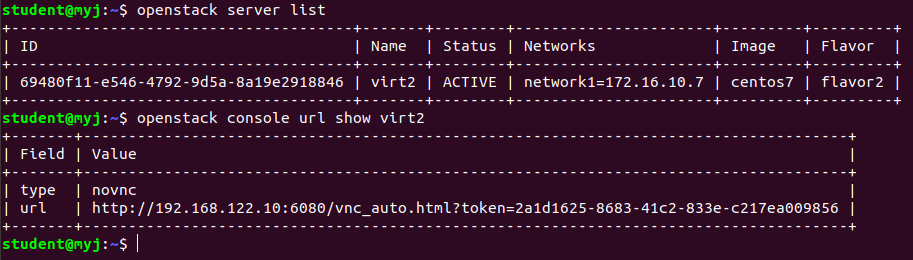 student@myj:~$ openstack server list
+--------------------------------------+-------+--------+-----------------------+---------+---------+
| ID                                   | Name  | Status | Networks              | Image   | Flavor  |
+--------------------------------------+-------+--------+-----------------------+---------+---------+
| 69480f11-e546-4792-9d5a-8a19e2918846 | virt2 | ACTIVE | network1=172.16.10.7 | centos7 | flavor2 |
+--------------------------------------+-------+--------+-----------------------+---------+---------+
student@myj:~$ openstack console url show virt2
+-------+------------------------------------------------------------------------------------+
| Field | Value                                                                              |
+-------+------------------------------------------------------------------------------------+
| type  | novnc                                                                              |
| url   | http://192.168.122.10:6080/vnc_auto.html?token=2a1d1625-8683-41c2-833e-c217ea009856 |
+-------+------------------------------------------------------------------------------------+
student@myj:~$